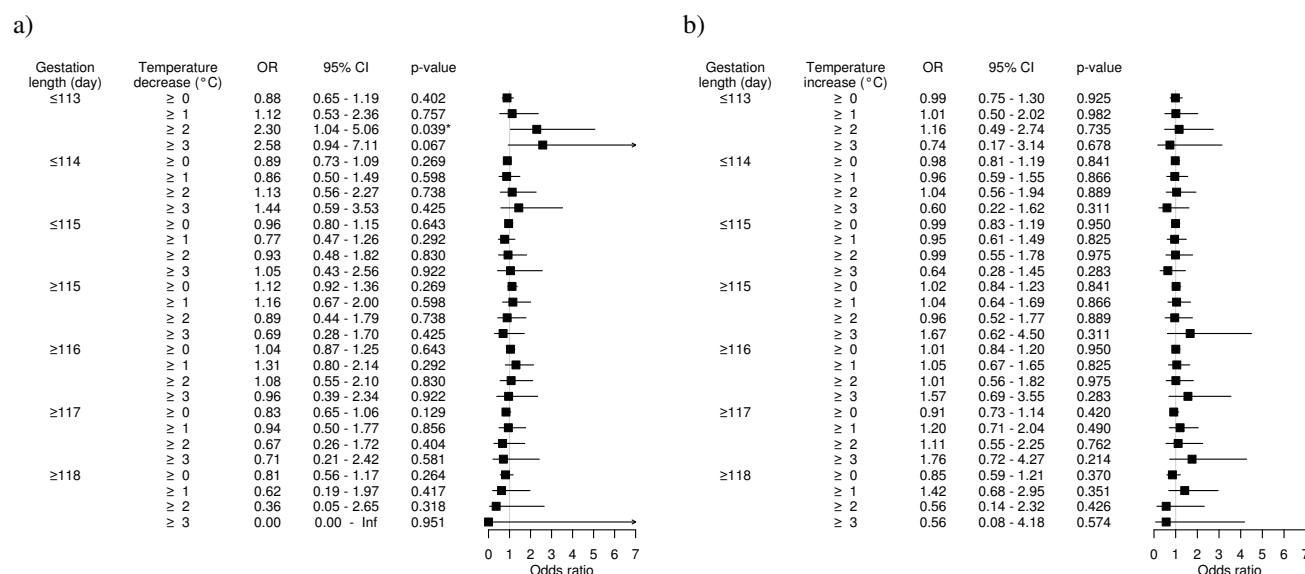 a)
Gestation length (day) Temperature decrease (°C) OR 95% CI p-value
≤113 ≥ 0 0.88 0.65 - 1.19 0.402
≥ 1 1.12 0.53 - 2.36 0.757
≥ 2 2.30 1.04 - 5.06 0.039*
≥ 3 2.58 0.94 - 7.11 0.067
≤114 ≥ 0 0.89 0.73 - 1.09 0.269
≥ 1 0.86 0.50 - 1.49 0.598
≥ 2 1.13 0.56 - 2.27 0.738
≥ 3 1.44 0.59 - 3.53 0.425
≤115 ≥ 0 0.96 0.80 - 1.15 0.643
≥ 1 0.77 0.47 - 1.26 0.292
≥ 2 0.93 0.48 - 1.82 0.830
≥ 3 1.05 0.43 - 2.56 0.922
≥115 ≥ 0 1.12 0.92 - 1.36 0.269
≥ 1 1.16 0.67 - 2.00 0.598
≥ 2 0.89 0.44 - 1.79 0.738
≥ 3 0.69 0.28 - 1.70 0.425
≥116 ≥ 0 1.04 0.87 - 1.25 0.643
≥ 1 1.31 0.80 - 2.14 0.292
≥ 2 1.08 0.55 - 2.10 0.830
≥ 3 0.96 0.39 - 2.34 0.922
≥117 ≥ 0 0.83 0.65 - 1.06 0.129
≥ 1 0.94 0.50 - 1.77 0.856
≥ 2 0.67 0.26 - 1.72 0.404
≥ 3 0.71 0.21 - 2.42 0.581
≥118 ≥ 0 0.81 0.56 - 1.17 0.264
≥ 1 0.62 0.19 - 1.97 0.417
≥ 2 0.36 0.05 - 2.65 0.318
≥ 3 0.00 0.00 - Inf 0.951
0 1 2 3 4 5 6 7
Odds ratio
b)
Gestation length (day) Temperature increase (°C) OR 95% CI p-value
≤113 ≥ 0 0.99 0.75 - 1.30 0.925
≥ 1 1.01 0.50 - 2.02 0.982
≥ 2 1.16 0.49 - 2.74 0.735
≥ 3 0.74 0.17 - 3.14 0.678
≤114 ≥ 0 0.98 0.81 - 1.19 0.841
≥ 1 0.96 0.59 - 1.55 0.866
≥ 2 1.04 0.56 - 1.94 0.889
≥ 3 0.60 0.22 - 1.62 0.311
≤115 ≥ 0 0.99 0.83 - 1.19 0.950
≥ 1 0.95 0.61 - 1.49 0.825
≥ 2 0.99 0.55 - 1.78 0.975
≥ 3 0.64 0.28 - 1.45 0.283
≥115 ≥ 0 1.02 0.84 - 1.23 0.841
≥ 1 1.04 0.64 - 1.69 0.866
≥ 2 0.96 0.52 - 1.77 0.889
≥ 3 1.67 0.62 - 4.50 0.311
≥116 ≥ 0 1.01 0.84 - 1.20 0.950
≥ 1 1.05 0.67 - 1.65 0.825
≥ 2 1.01 0.56 - 1.82 0.975
≥ 3 1.57 0.69 - 3.55 0.283
≥117 ≥ 0 0.91 0.73 - 1.14 0.420
≥ 1 1.20 0.71 - 2.04 0.490
≥ 2 1.11 0.55 - 2.25 0.762
≥ 3 1.76 0.72 - 4.27 0.214
≥118 ≥ 0 0.85 0.59 - 1.21 0.370
≥ 1 1.42 0.68 - 2.95 0.351
≥ 2 0.56 0.14 - 2.32 0.426
≥ 3 0.56 0.08 - 4.18 0.574
0 1 2 3 4 5 6 7
Odds ratio